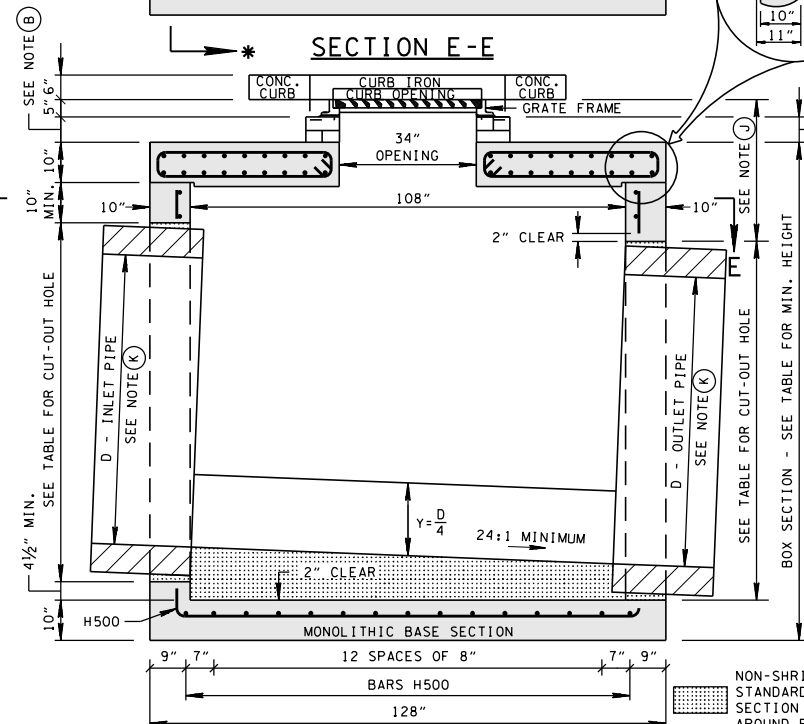 10"
11"
SECTION E-E
*
SEE NOTE B
6"
5"
CONC.
CURB
CURB IRON
CURB OPENING
CONC.
CURB
GRATE FRAME
34"
OPENING
10"
10"
MIN.
10"
108"
10"
2" CLEAR
SEE NOTE J
E
SEE TABLE FOR CUT-OUT HOLE
D - INLET PIPE
SEE NOTE K
D - OUTLET PIPE
SEE NOTE K
SEE TABLE FOR CUT-OUT HOLE
BOX SECTION - SEE TABLE FOR MIN. HEIGHT
Y=D/4
24:1 MINIMUM
4½" MIN.
2" CLEAR
10"
H500
MONOLITHIC BASE SECTION
9"
7"
12 SPACES OF 8"
7"
9"
BARS H500
128"
NON-SHRI
STANDARD
SECTION